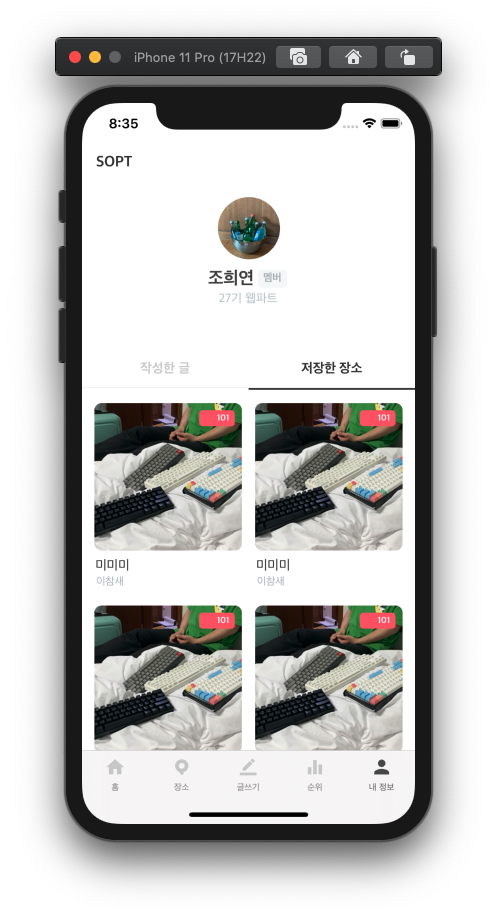 iPhone 11 Pro (17H22)
8:35
SOPT
조희연 멤버
27기 웹파트
작성한 글 저장한 장소
101 101
미미미 미미미
이참새 이참새
101 101
홈 장소 글쓰기 순위 내 정보